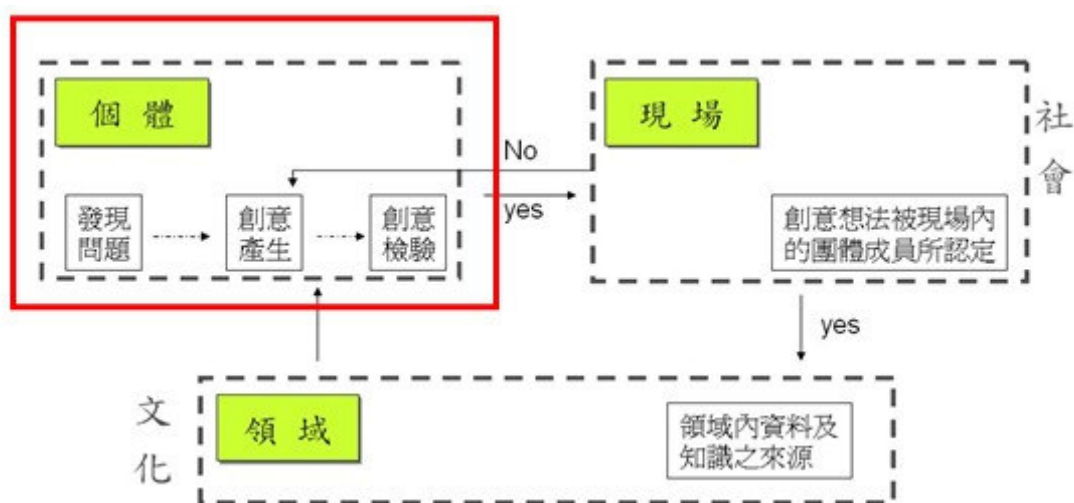 個體
發現
問題
創意
產生
創意
檢驗
No
yes
現場
社
會
創意想法被現場內
的團體成員所認定
yes
文
化
領域
領域內資料及
知識之來源